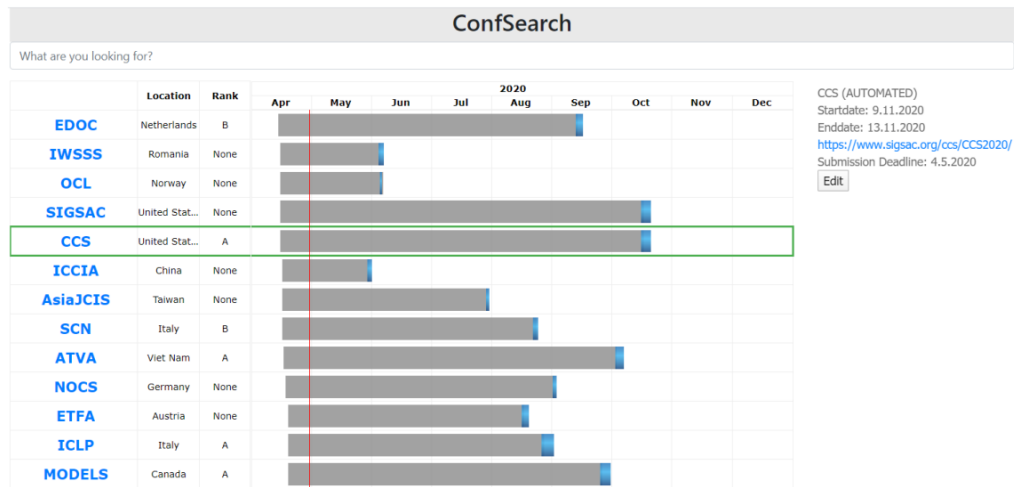 ConfSearch
What are you looking for?
Location Rank 2020
Apr May Jun Jul Aug Sep Oct Nov Dec
EDOC Netherlands B
IWSSS Romania None
OCL Norway None
SIGSAC United Stat... None
CCS United Stat... A
ICCIA China None
AsiaJCIS Taiwan None
SCN Italy B
ATVA Viet Nam A
NOCS Germany None
ETFA Austria None
ICLP Italy A
MODELS Canada A
CCS (AUTOMATED)
Startdate: 9.11.2020
Enddate: 13.11.2020
https://www.sigsac.org/ccs/CCS2020/
Submission Deadline: 4.5.2020
Edit